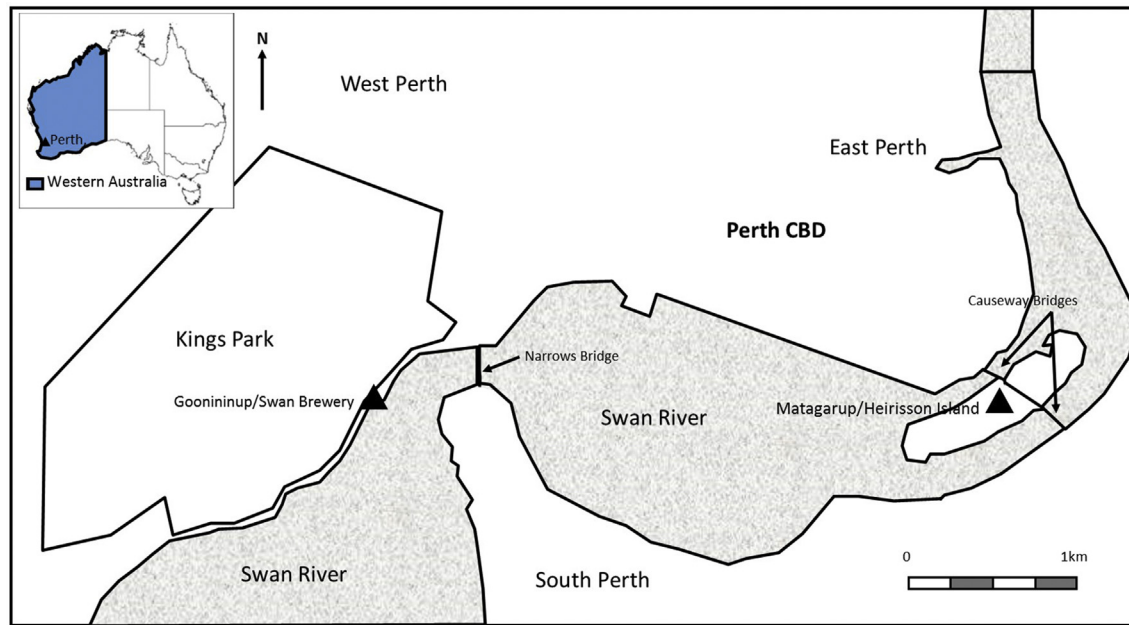 N
West Perth
Perth
Western Australia
East Perth
Perth CBD
Causeway Bridges
Kings Park
Narrows Bridge
Goonininup/Swan Brewery
Matagarup/Heirisson Island
Swan River
Swan River
South Perth
0
1km